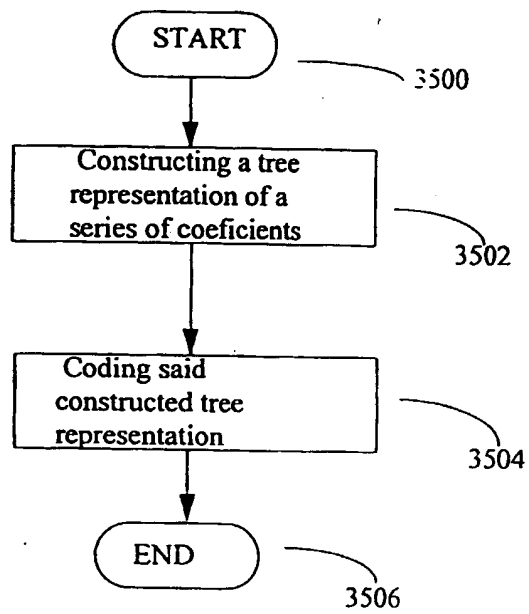 START
3500
Constructing a tree
representation of a
series of coeficients
3502
Coding said
constructed tree
representation
3504
END
3506